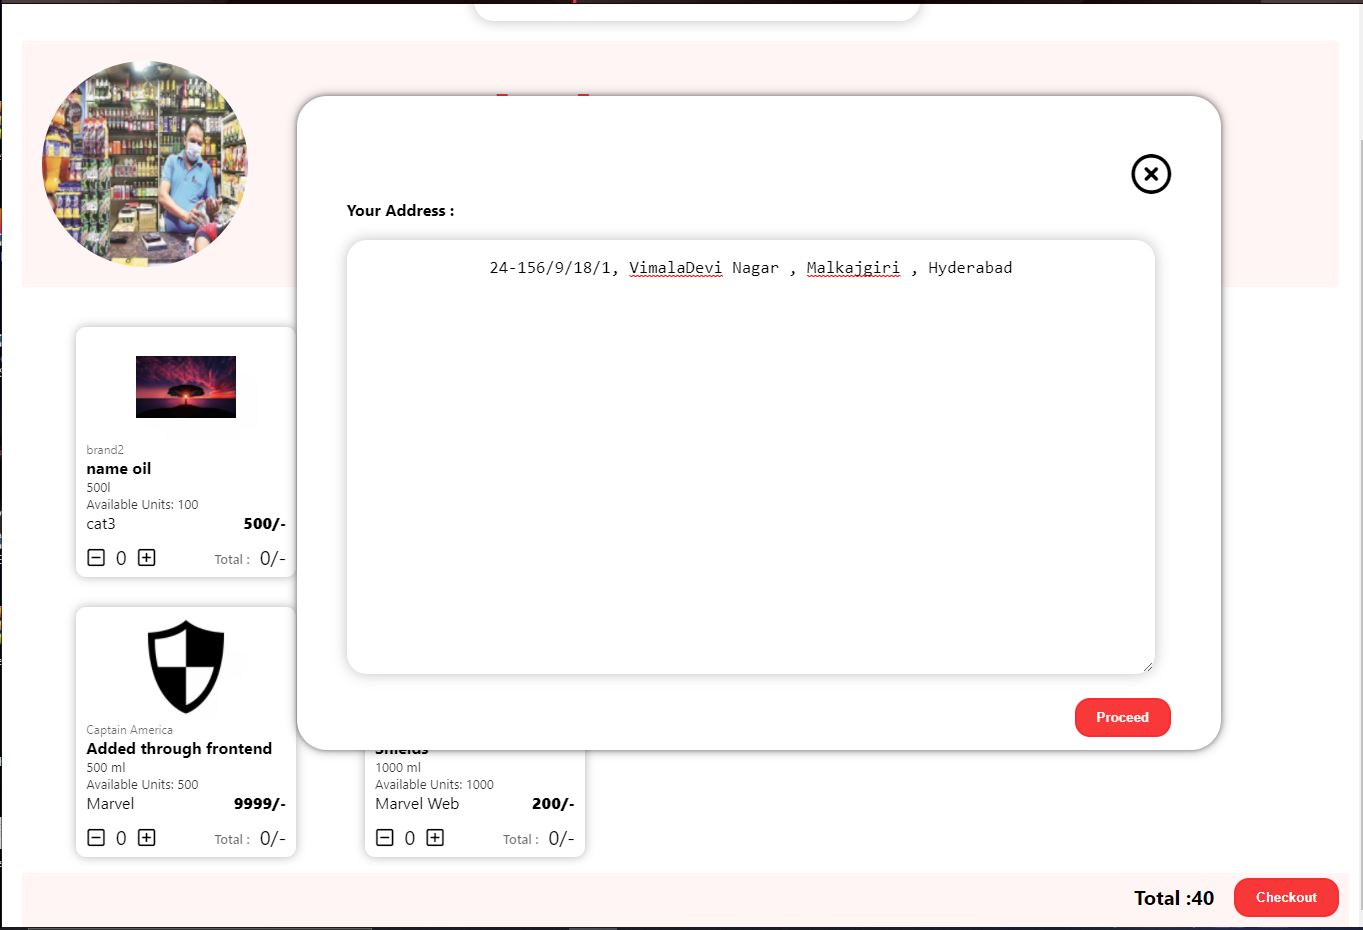 Your Address :
24-156/9/18/1, VimalaDevi Nagar , Malkajgiri , Hyderabad
Proceed
brand2
name oil
500l
Available Units: 100
cat3 500/-
0 Total : 0/-
Captain America
Added through frontend
500 ml
Available Units: 500
Marvel 9999/-
0 Total : 0/-
Shields
1000 ml
Available Units: 1000
Marvel Web 200/-
0 Total : 0/-
Total :40 Checkout